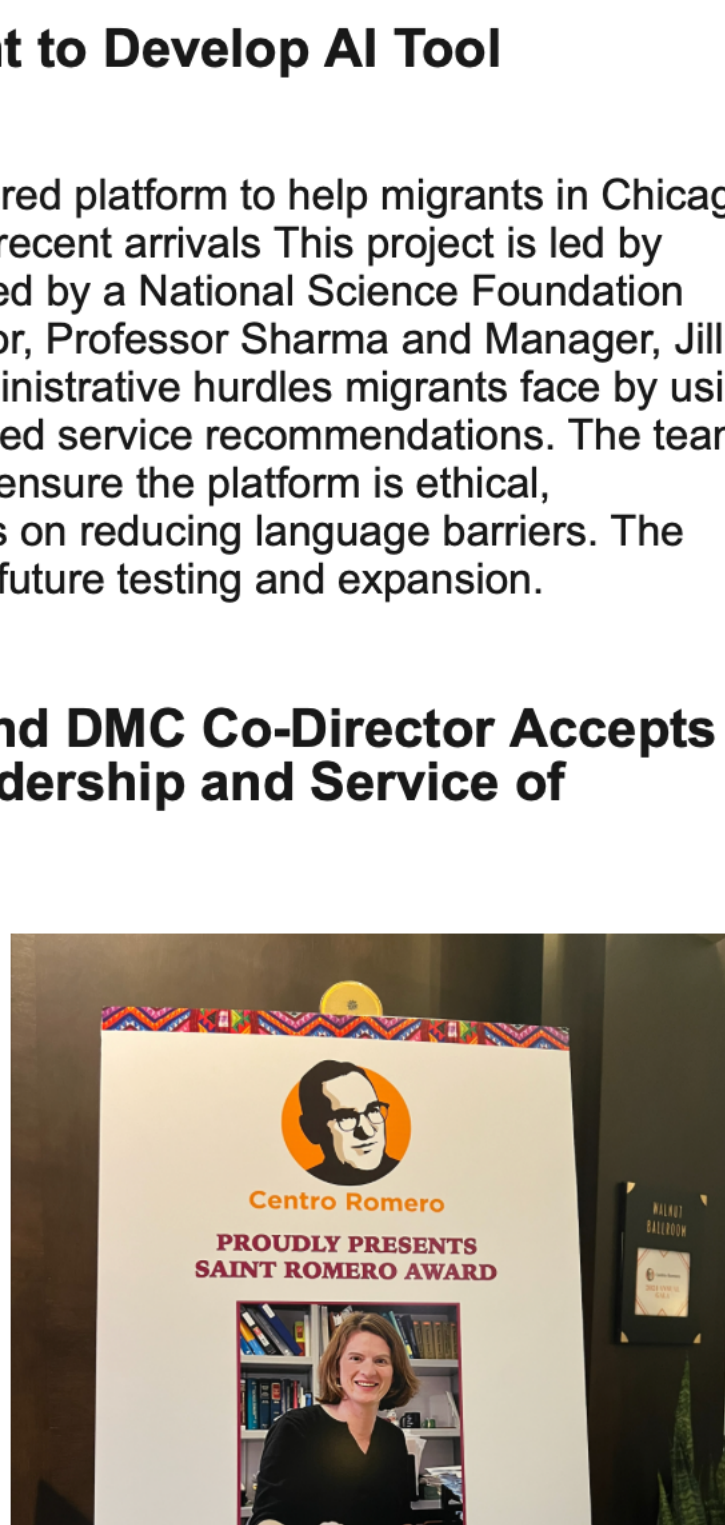 t to Develop AI Tool
red platform to help migrants in Chicag
recent arrivals This project is led by
ed by a National Science Foundation
or, Professor Sharma and Manager, Jill
inistrative hurdles migrants face by usi
ed service recommendations. The tear
ensure the platform is ethical,
s on reducing language barriers. The
future testing and expansion.
nd DMC Co-Director Accepts
dership and Service of
Centro Romero
PROUDLY PRESENTS
SAINT ROMERO AWARD
WALNUT
BALLROOM